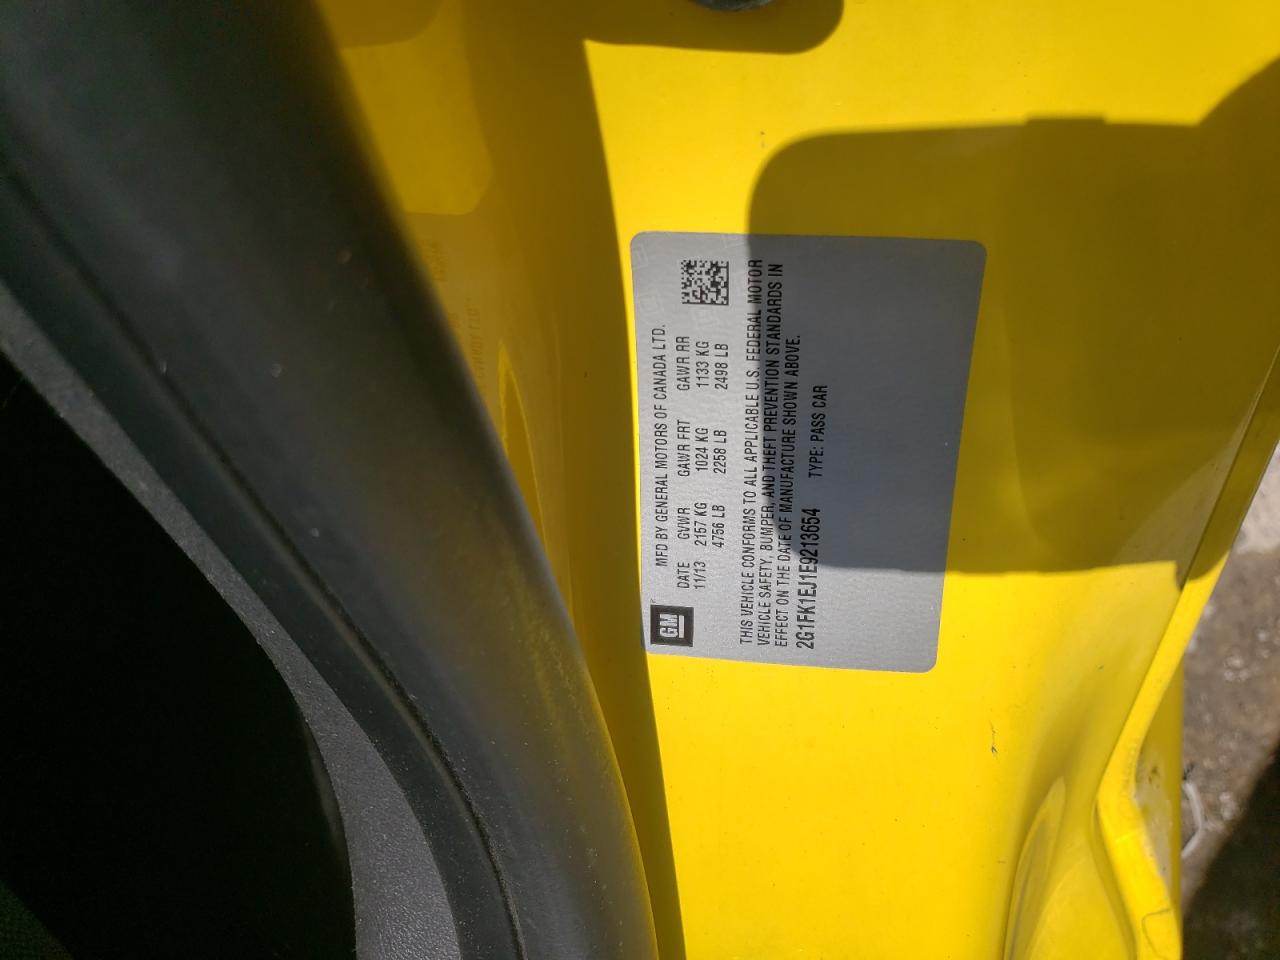 GM
MFD BY GENERAL MOTORS OF CANADA LTD.
DATE GVWR GAWR FRT GAWR RR
11/13 2157 KG 1024 KG 1133 KG
4756 LB 2258 LB 2498 LB
THIS VEHICLE CONFORMS TO ALL APPLICABLE U.S. FEDERAL MOTOR
VEHICLE SAFETY, BUMPER, AND THEFT PREVENTION STANDARDS IN
EFFECT ON THE DATE OF MANUFACTURE SHOWN ABOVE.
2G1FK1EJ1E9213654 TYPE: PASS CAR